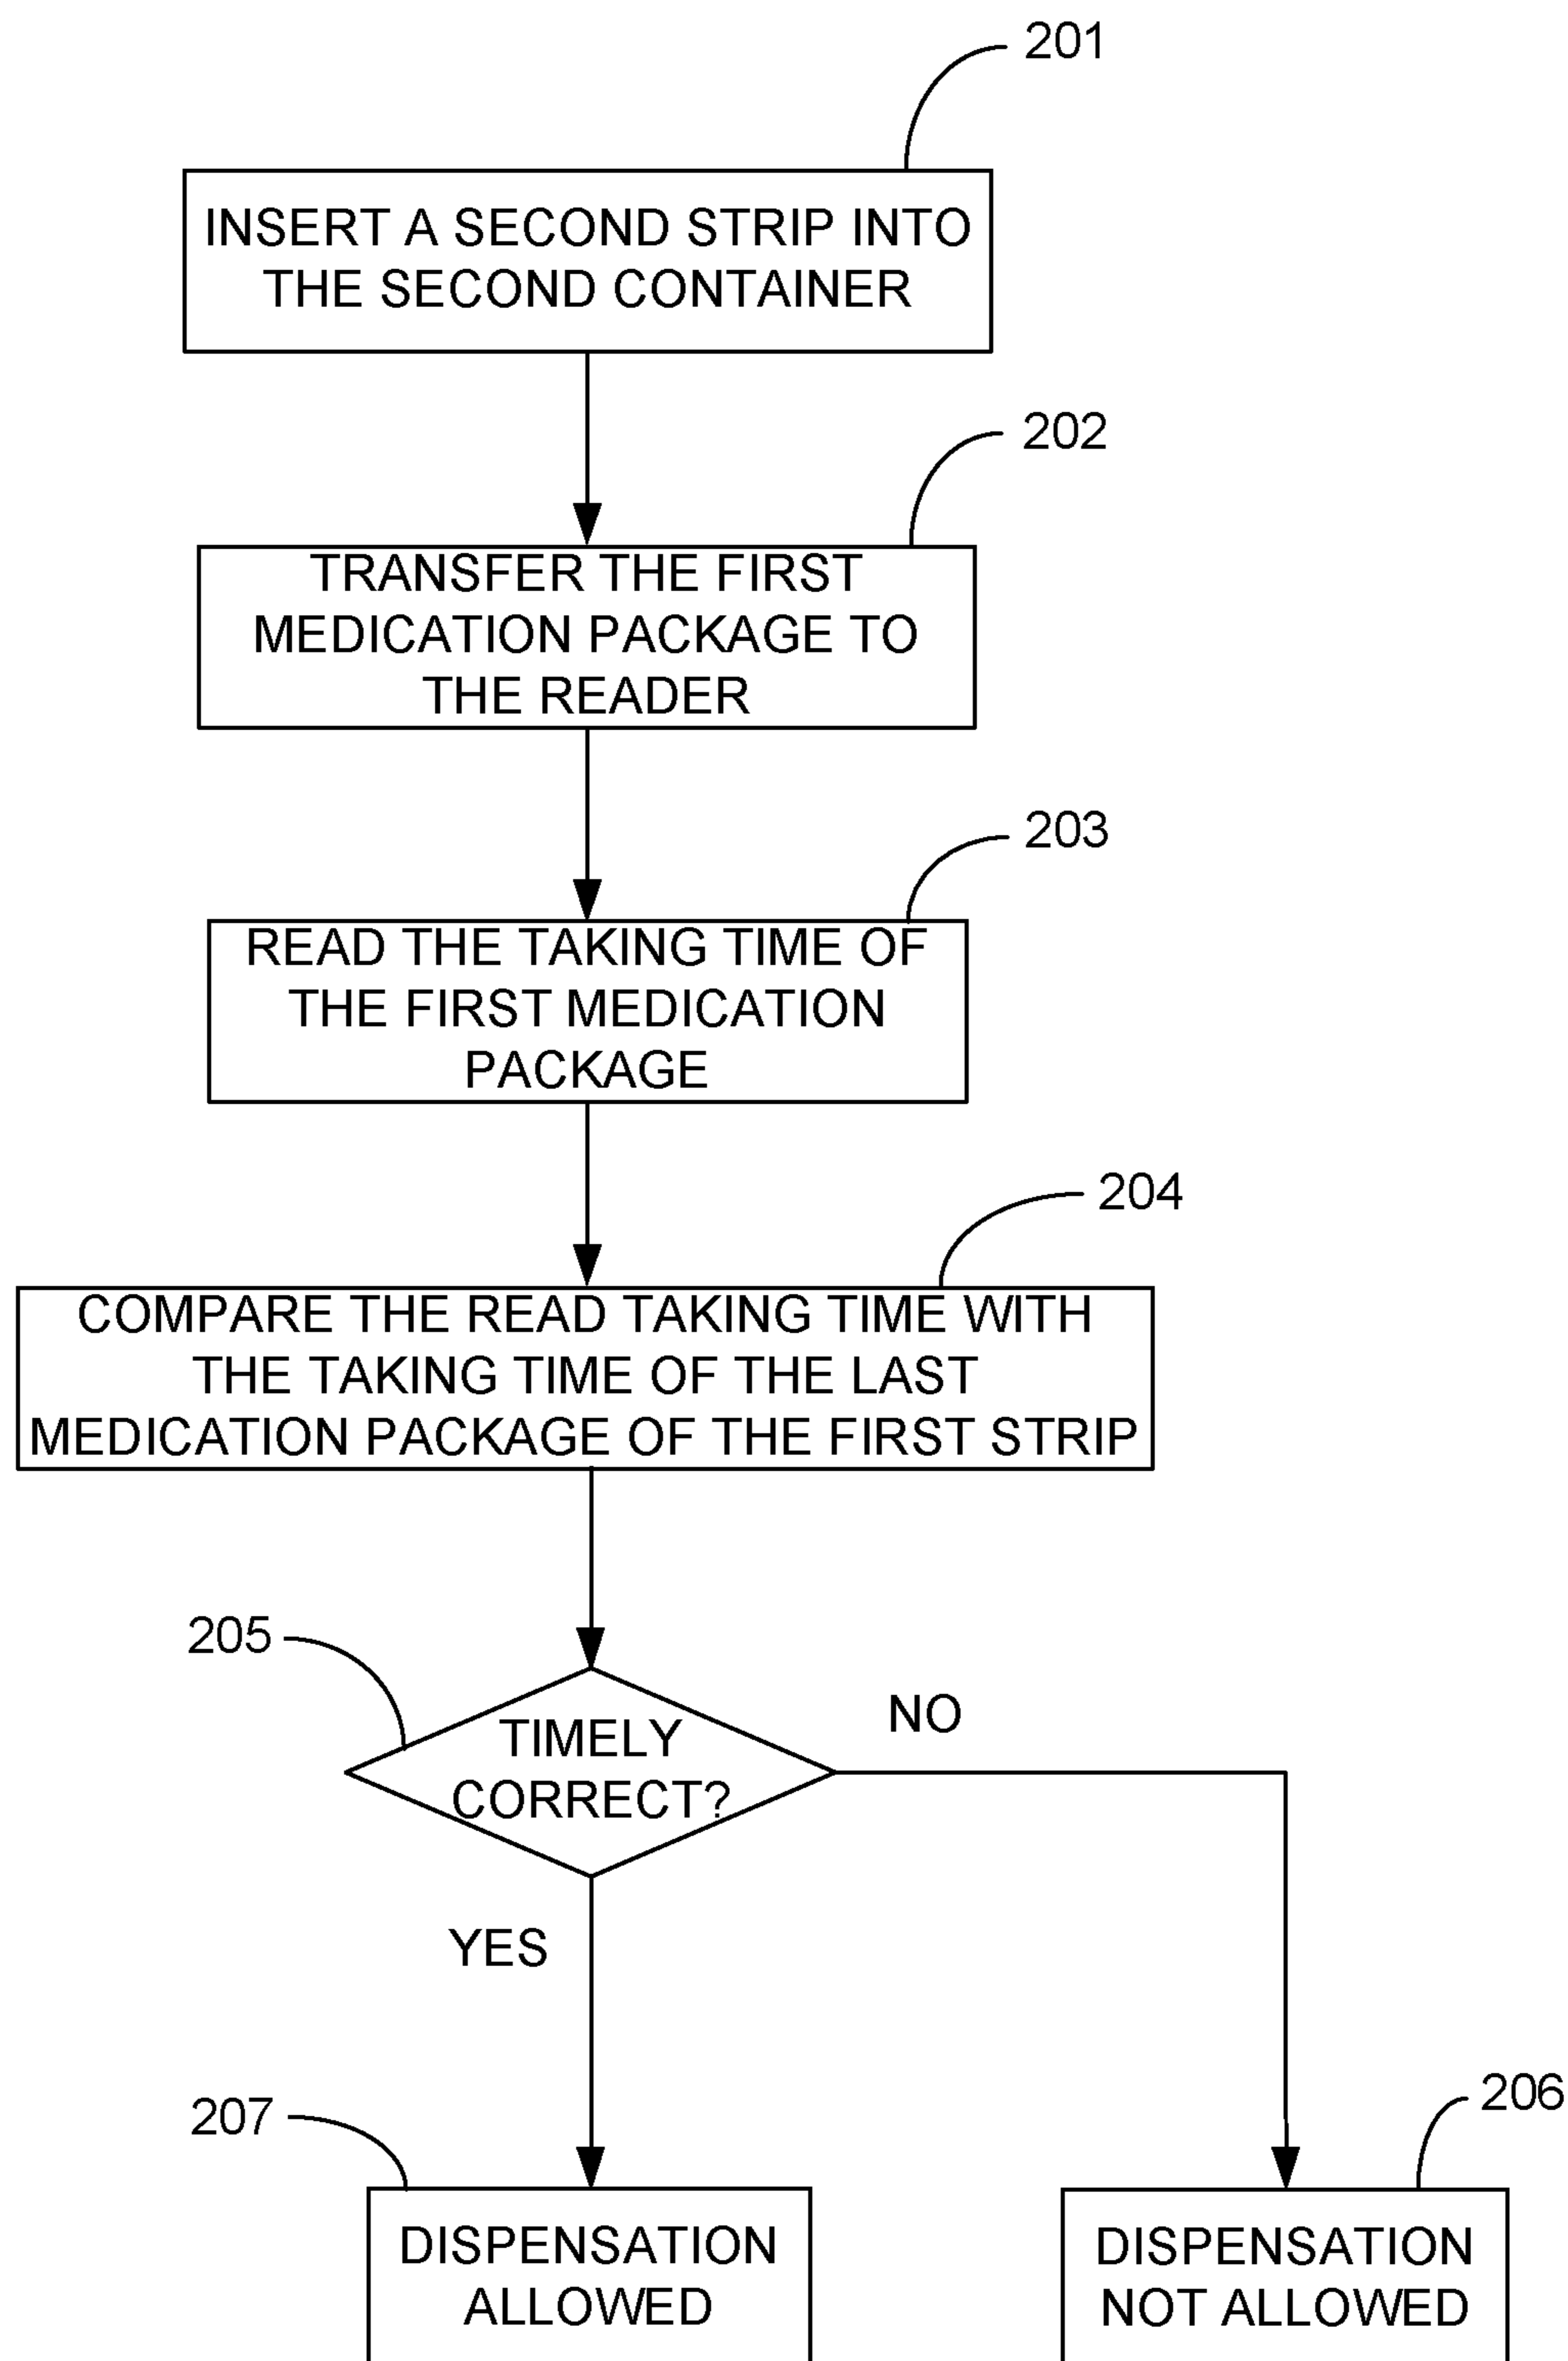 201
INSERT A SECOND STRIP INTO
THE SECOND CONTAINER
202
TRANSFER THE FIRST
MEDICATION PACKAGE TO
THE READER
203
READ THE TAKING TIME OF
THE FIRST MEDICATION
PACKAGE
204
COMPARE THE READ TAKING TIME WITH
THE TAKING TIME OF THE LAST
MEDICATION PACKAGE OF THE FIRST STRIP
205
TIMELY
CORRECT?
NO
YES
207
DISPENSATION
ALLOWED
206
DISPENSATION
NOT ALLOWED